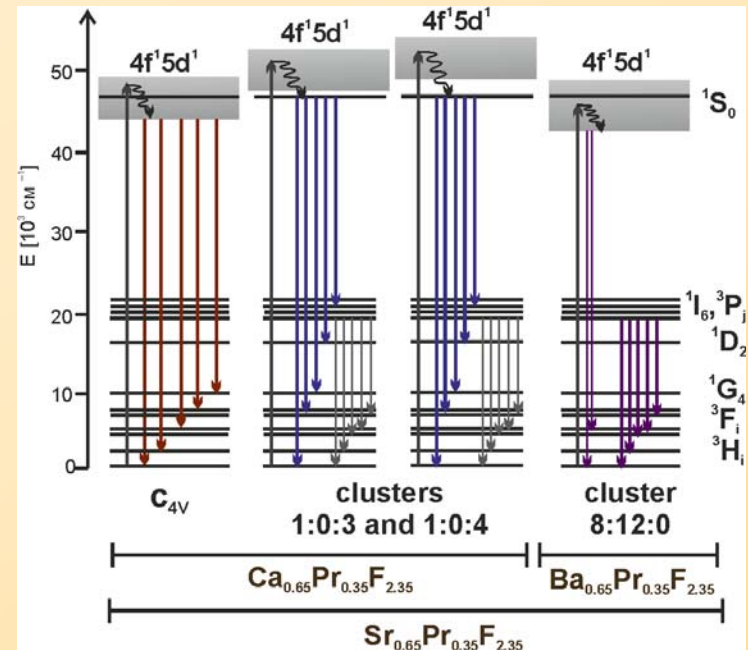 4f¹5d¹ 4f¹5d¹ 4f¹5d¹ 4f¹5d¹
E [10³ см⁻¹]
50
40
30
20
10
0
¹S₀
¹I₆,³Pⱼ
¹D₂
¹G₄
³Fᵢ
³Hᵢ
C₄ᵥ
clusters
1:0:3 and 1:0:4
cluster
8:12:0
Ca₀.₆₅Pr₀.₃₅F₂.₃₅ Ba₀.₆₅Pr₀.₃₅F₂.₃₅
Sr₀.₆₅Pr₀.₃₅F₂.₃₅